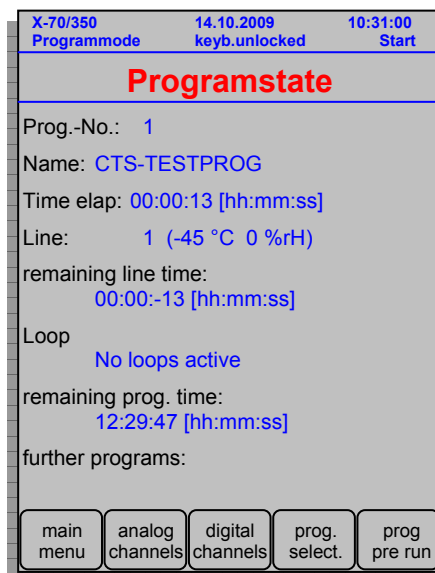 X-70/350 14.10.2009 10:31:00
Programmode keyb.unlocked Start
Programstate
Prog.-No.: 1
Name: CTS-TESTPROG
Time elap: 00:00:13 [hh:mm:ss]
Line: 1 (-45 °C 0 %rH)
remaining line time:
00:00:-13 [hh:mm:ss]
Loop
No loops active
remaining prog. time:
12:29:47 [hh:mm:ss]
further programs:
main analog digital prog. prog
menu channels channels select. pre run